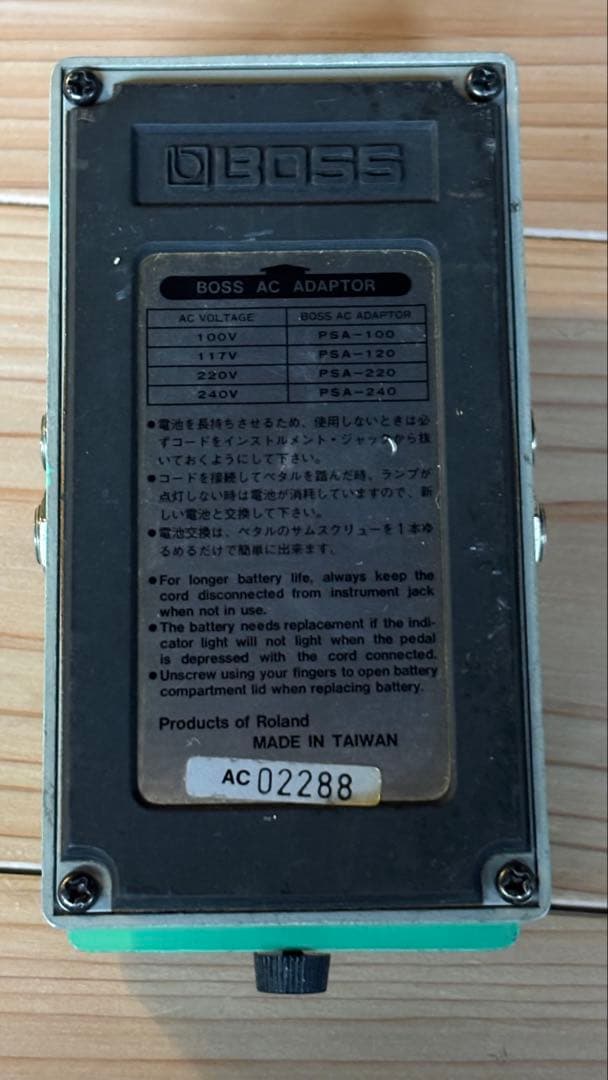 BOSS
BOSS AC ADAPTOR
AC VOLTAGE BOSS AC ADAPTOR
100V PSA-100
117V PSA-120
220V PSA-220
240V PSA-240
●電池を長持ちさせるため、使用しないときは必
ずコードをインストルメント・ジャックから抜
いておくようにして下さい。
●コードを接続してペタルを踏んだ時、ランプが
点灯しない時は電池が消耗していますので、新
しい電池と交換して下さい。
●電池交換は、ペタルのサムスクリューを1本ゆ
るめるだけで簡単に出来ます。
●For longer battery life, always keep the
cord disconnected from instrument jack
when not in use.
●The battery needs replacement if the indi-
cator light will not light when the pedal
is depressed with the cord connected.
●Unscrew using your fingers to open battery
compartment lid when replacing battery.
Products of Roland
MADE IN TAIWAN
AC 02288